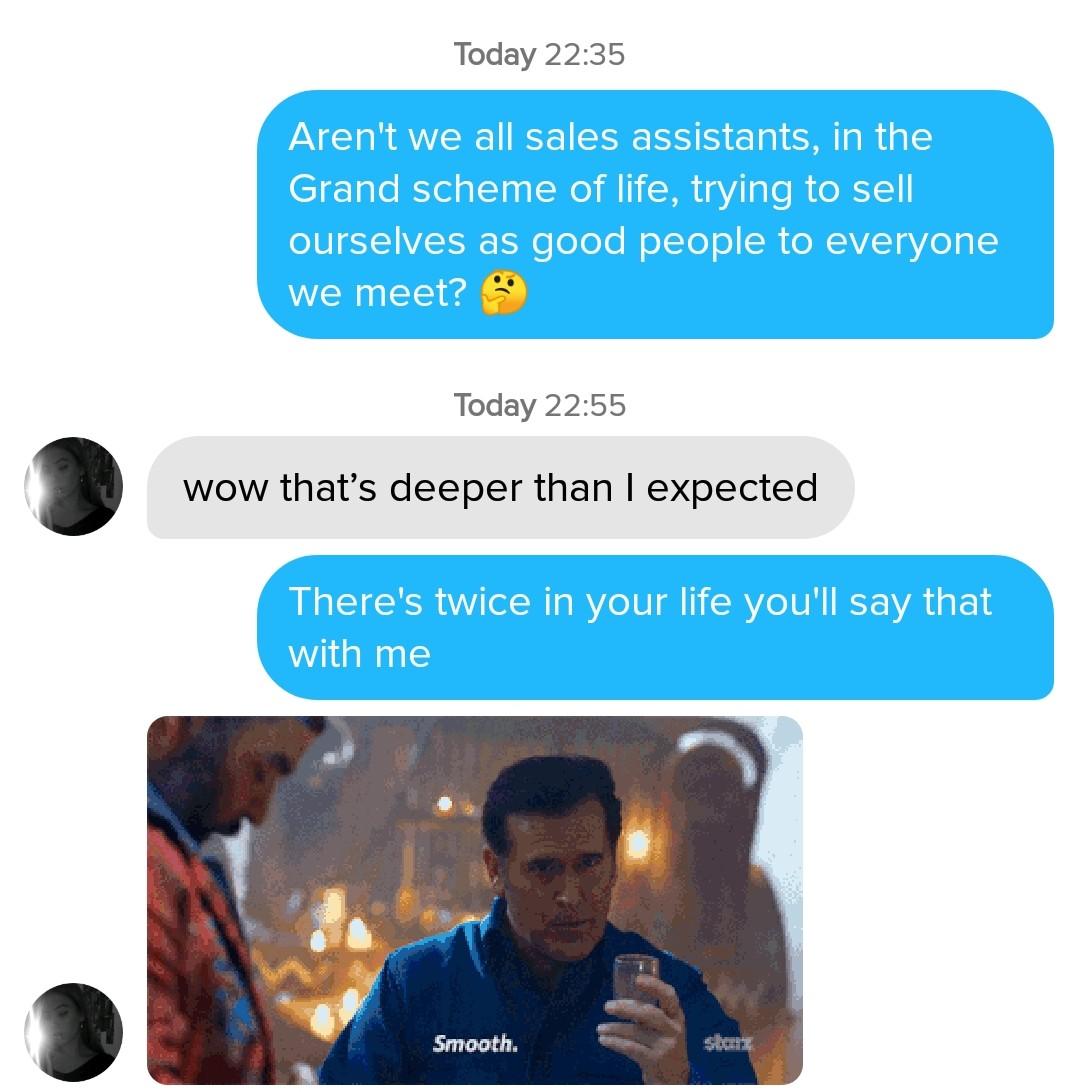 Today 22:35
Aren't we all sales assistants, in the
Grand scheme of life, trying to sell
ourselves as good people to everyone
we meet? 🤔
Today 22:55
wow that’s deeper than I expected
There's twice in your life you'll say that
with me
Smooth.
starz